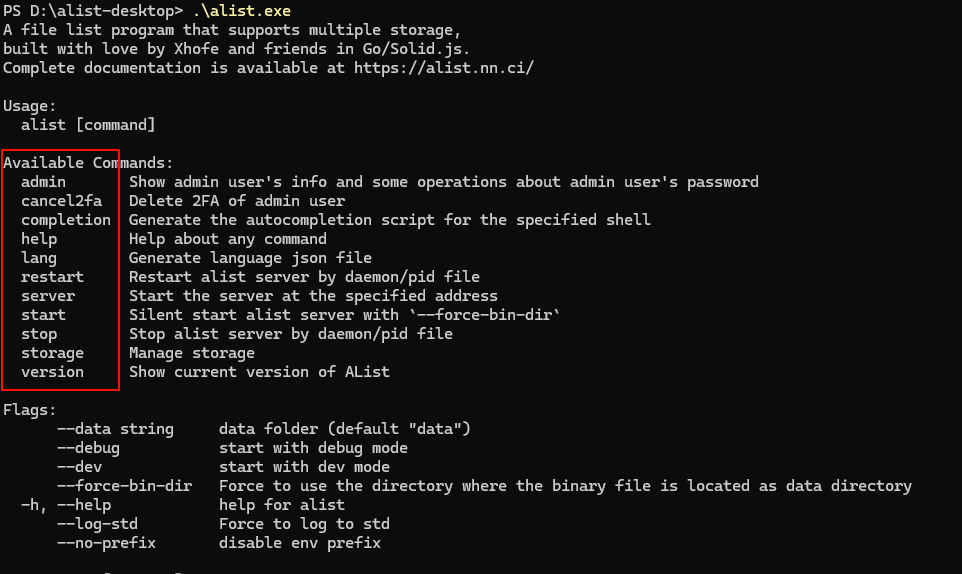 PS D:\alist-desktop> .\alist.exe
A file list program that supports multiple storage,
built with love by Xhofe and friends in Go/Solid.js.
Complete documentation is available at https://alist.nn.ci/
Usage:
  alist [command]
Available Commands:
  admin       Show admin user's info and some operations about admin user's password
  cancel2fa   Delete 2FA of admin user
  completion  Generate the autocompletion script for the specified shell
  help        Help about any command
  lang        Generate language json file
  restart     Restart alist server by daemon/pid file
  server      Start the server at the specified address
  start       Silent start alist server with `--force-bin-dir`
  stop        Stop alist server by daemon/pid file
  storage     Manage storage
  version     Show current version of AList
Flags:
      --data string     data folder (default "data")
      --debug           start with debug mode
      --dev             start with dev mode
      --force-bin-dir   Force to use the directory where the binary file is located as data directory
  -h, --help            help for alist
      --log-std         Force to log to std
      --no-prefix       disable env prefix